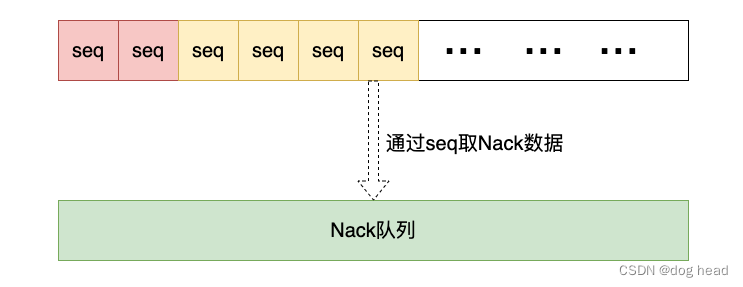 seq seq seq seq seq seq ... ... ...
通过seq取Nack数据
Nack队列
CSDN @dog head